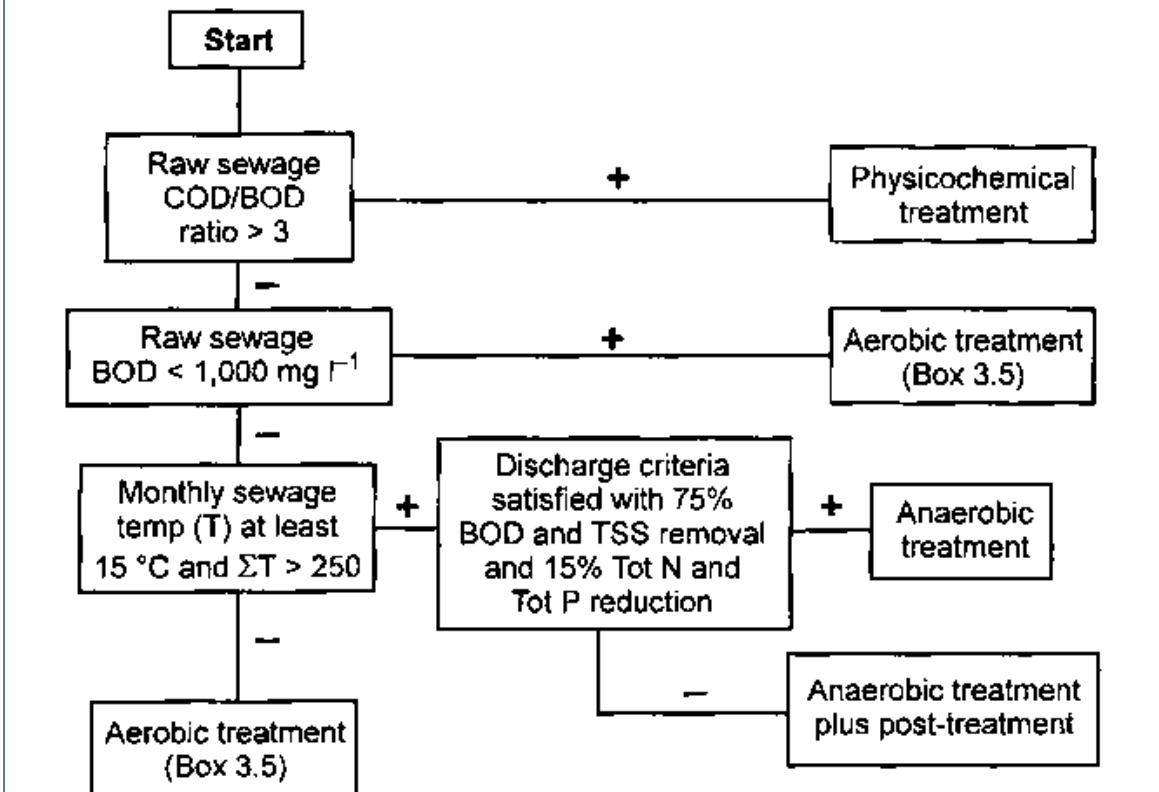 Start
Raw sewage
COD/BOD
ratio > 3
+
Physicochemical
treatment
−
Raw sewage
BOD < 1,000 mg l⁻¹
+
Aerobic treatment
(Box 3.5)
−
Monthly sewage
temp (T) at least
15 °C and ΣT > 250
+
Discharge criteria
satisfied with 75%
BOD and TSS removal
and 15% Tot N and
Tot P reduction
+
Anaerobic
treatment
−
Anaerobic treatment
plus post-treatment
−
Aerobic treatment
(Box 3.5)